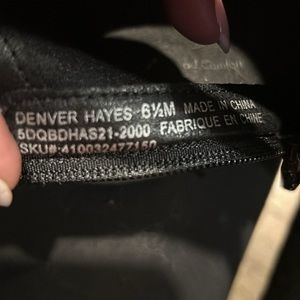 DENVER HAYES 6½M MADE IN CHINA
5DQBDHAS21-2000 FABRIQUE EN CHINE
SKU#:410032477150